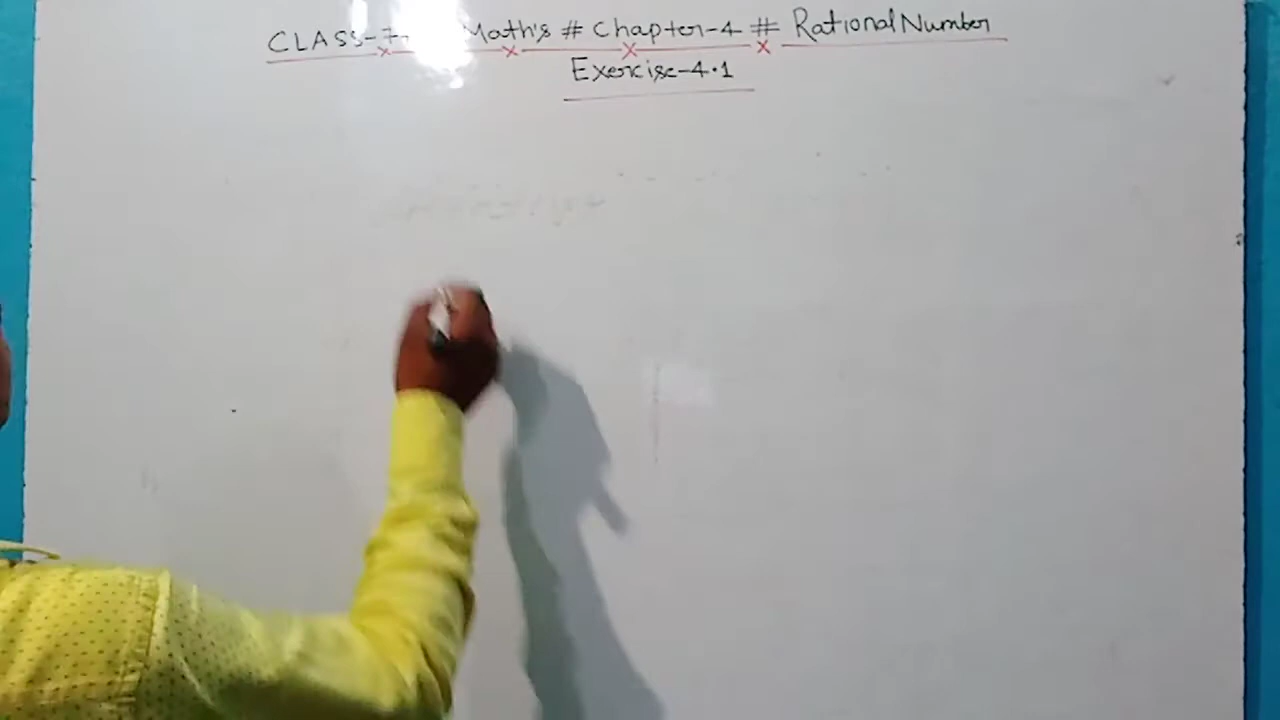 CLASS-7 Math's # Chapter-4 # Rational Number
Exercise-4.1